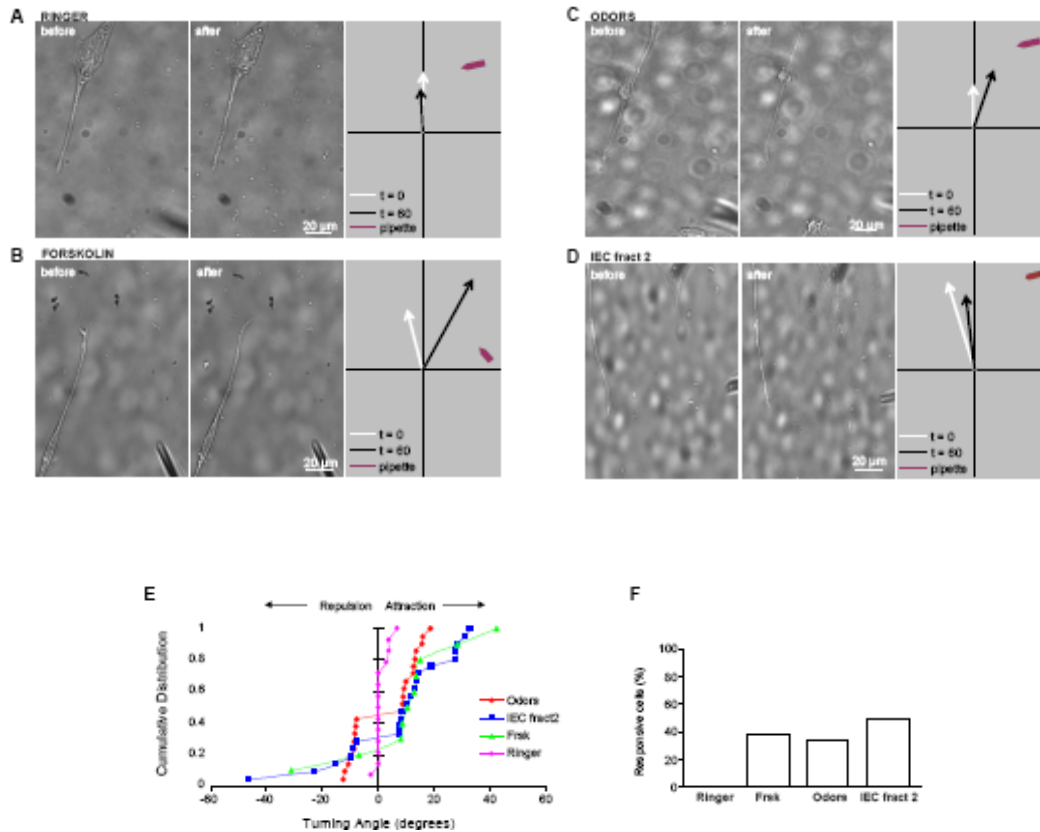 A RINGER
before
after
t = 0
t = 60
pipette
20 µm
B FORSKOLIN
before
after
t = 0
t = 60
pipette
20 µm
C ODORS
before
after
t = 0
t = 60
pipette
20 µm
D IEC fract 2
before
after
t = 0
t = 60
pipette
20 µm
E
Repulsion Attraction
Cumulative Distribution
1
0.8
0.6
0.4
0.2
0
-60 -40 -20 0 20 40 60
Turning Angle (degrees)
Odors
IEC fract2
Frsk
Ringer
F
Responsive cells (%)
100
80
60
40
20
0
Ringer Frsk Odors IEC fract 2